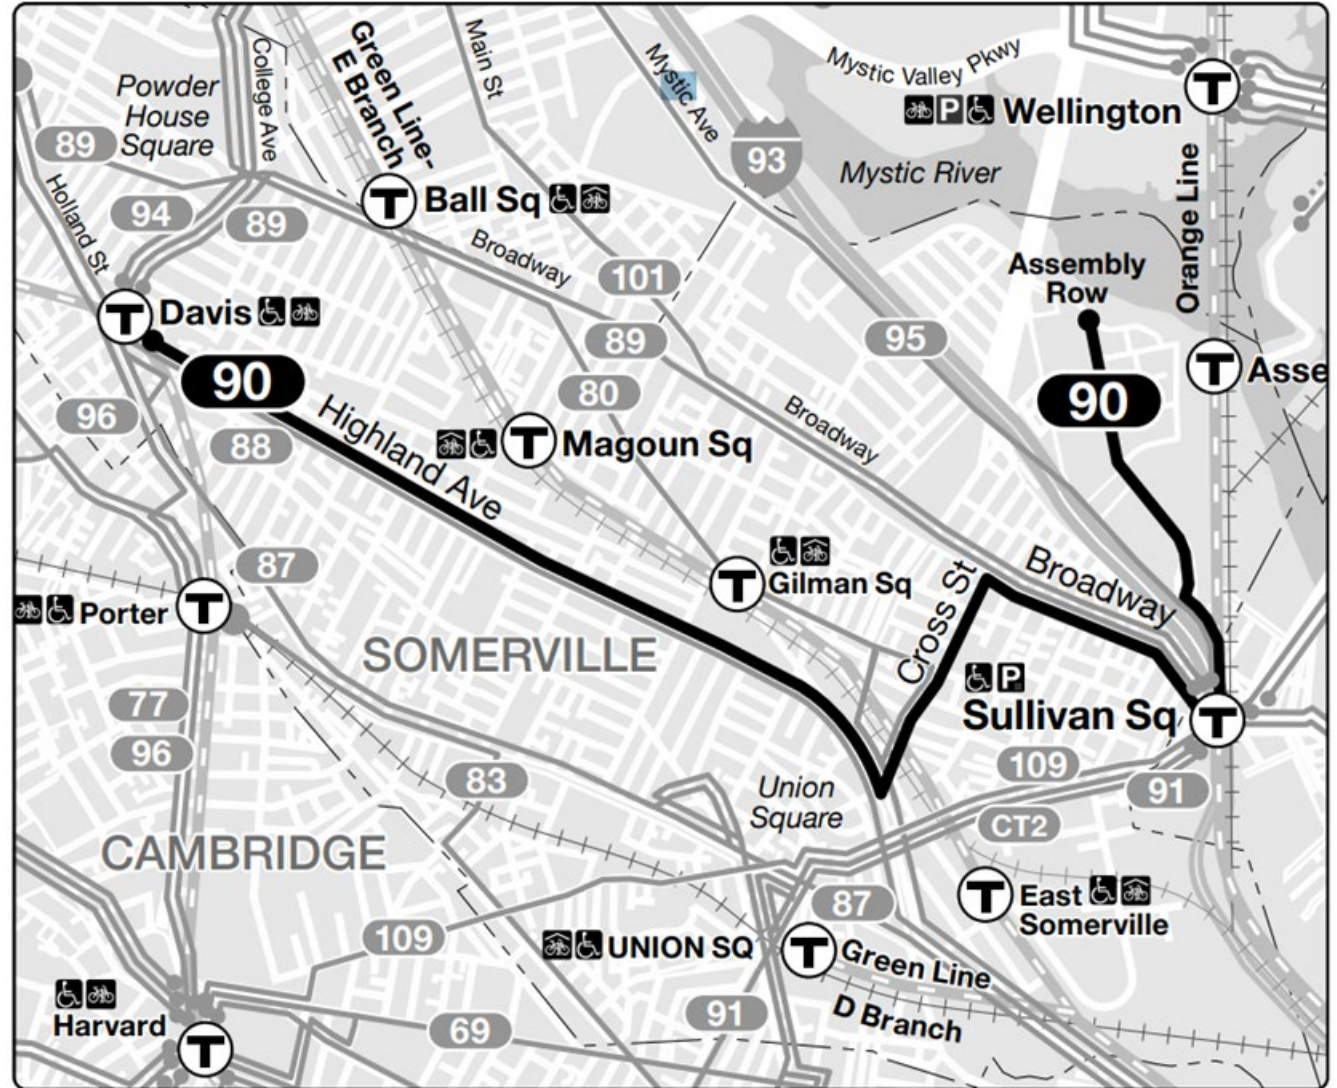 Powder
House
Square
College Ave
Green Line-
E Branch
Main St
Mystic Ave
93
Mystic Valley Pkwy
P
Wellington
T
Mystic River
Orange Line
89
94
89
Holland St
T
Ball Sq
Broadway
101
Assembly
Row
T
Davis
89
95
T
Asse
90
80
90
96
88
Highland Ave
T
Magoun Sq
Broadway
87
T
Gilman Sq
Cross St
Broadway
Porter
T
SOMERVILLE
P
Sullivan Sq
T
77
96
83
Union
Square
109
91
CT2
CAMBRIDGE
87
T
East
Somerville
109
UNION SQ
T
Green Line
D Branch
Harvard
T
69
91